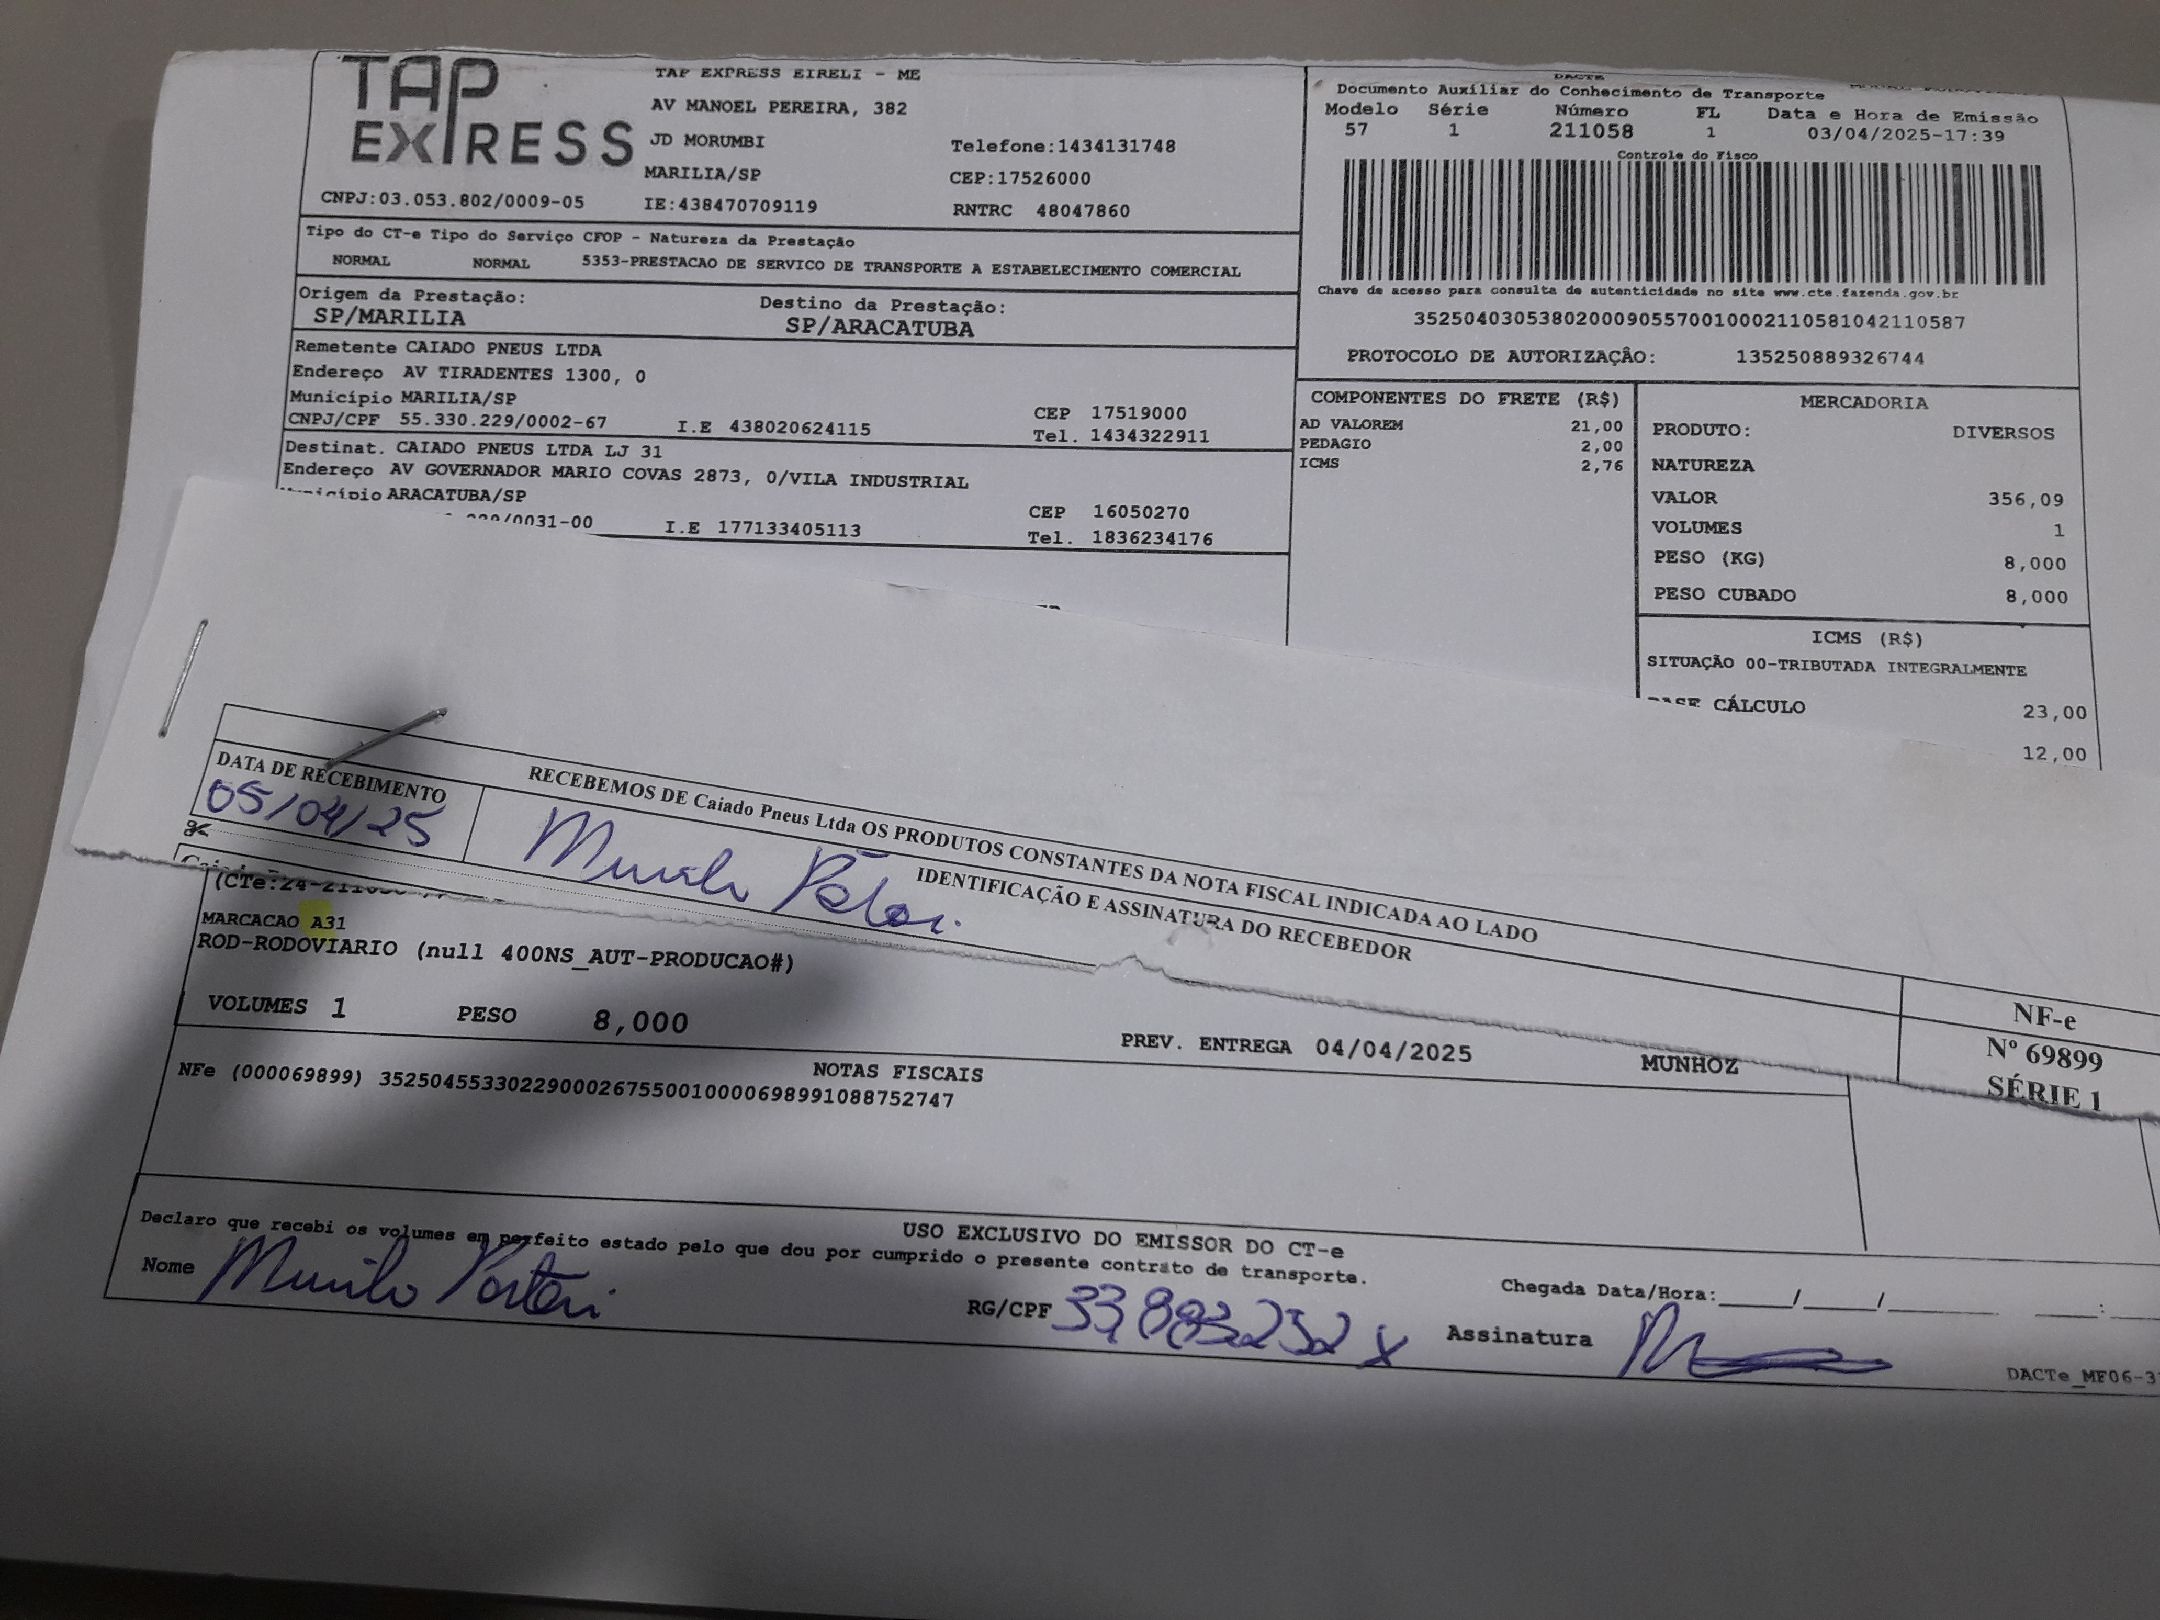 TAP EXPRESS
TAP EXPRESS EIRELI - ME
AV MANOEL PEREIRA, 382
JD MORUMBI
Telefone:1434131748
MARILIA/SP
CEP:17526000
CNPJ:03.053.802/0009-05
IE:438470709119
RNTRC 48047860
DACTE
Documento Auxiliar do Conhecimento de Transporte
Modelo Série Número FL Data e Hora de Emissão
57 1 211058 1 03/04/2025-17:39
Controle do Fisco
Chave de acesso para consulta de autenticidade no site www.cte.fazenda.gov.br
35250403053802000905570010002110581042110587
PROTOCOLO DE AUTORIZAÇÃO: 135250889326744
Tipo do CT-e Tipo do Serviço CFOP - Natureza da Prestação
NORMAL NORMAL 5353-PRESTACAO DE SERVICO DE TRANSPORTE A ESTABELECIMENTO COMERCIAL
Origem da Prestação: Destino da Prestação:
SP/MARILIA SP/ARACATUBA
Remetente CAIADO PNEUS LTDA
Endereço AV TIRADENTES 1300, 0
Município MARILIA/SP
CEP 17519000
CNPJ/CPF 55.330.229/0002-67 I.E 438020624115 Tel. 1434322911
Destinat. CAIADO PNEUS LTDA LJ 31
Endereço AV GOVERNADOR MARIO COVAS 2873, 0/VILA INDUSTRIAL
Município ARACATUBA/SP
CEP 16050270
/0031-00 I.E 177133405113 Tel. 1836234176
COMPONENTES DO FRETE (R$)
AD VALOREM 21,00
PEDAGIO 2,00
ICMS 2,76
MERCADORIA
PRODUTO: DIVERSOS
NATUREZA
VALOR 356,09
VOLUMES 1
PESO (KG) 8,000
PESO CUBADO 8,000
ICMS (R$)
SITUAÇÃO 00-TRIBUTADA INTEGRALMENTE
BASE CÁLCULO 23,00
12,00
RECEBEMOS DE Caiado Pneus Ltda OS PRODUTOS CONSTANTES DA NOTA FISCAL INDICADA AO LADO
DATA DE RECEBIMENTO
05/04/25
IDENTIFICAÇÃO E ASSINATURA DO RECEBEDOR
NF-e
Nº 69899
SÉRIE 1
MARCACAO A31
ROD-RODOVIARIO (null 400NS_AUT-PRODUCAO#)
VOLUMES 1 PESO 8,000
PREV. ENTREGA 04/04/2025 MUNHOZ
NOTAS FISCAIS
NFe (000069899) 35250455330229000267550010000698991088752747
USO EXCLUSIVO DO EMISSOR DO CT-e
Declaro que recebi os volumes em perfeito estado pelo que dou por cumprido o presente contrato de transporte.
Nome Murilo
RG/CPF
Chegada Data/Hora:_____/_____/_______ ____:
Assinatura
DACTe_MF06-3